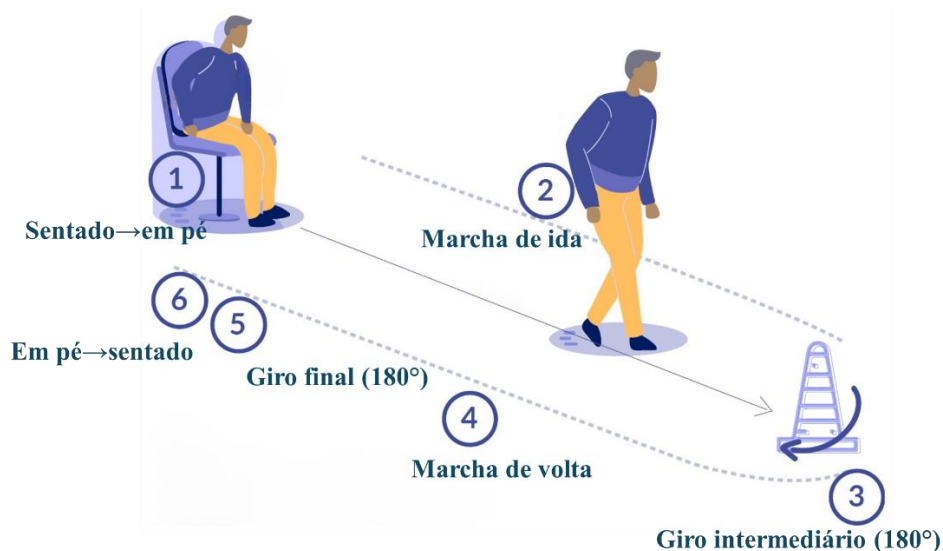 1
Sentado→em pé
2
Marcha de ida
3
Giro intermediário (180°)
4
Marcha de volta
5
Giro final (180°)
6
Em pé→sentado